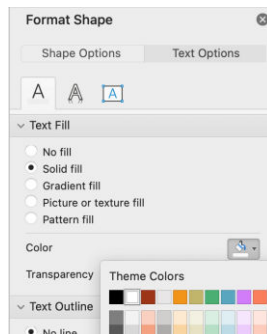 Format Shape
Shape Options
Text Options
A A A
Text Fill
No fill
Solid fill
Gradient fill
Picture or texture fill
Pattern fill
Color
Transparency
Theme Colors
Text Outline
No line